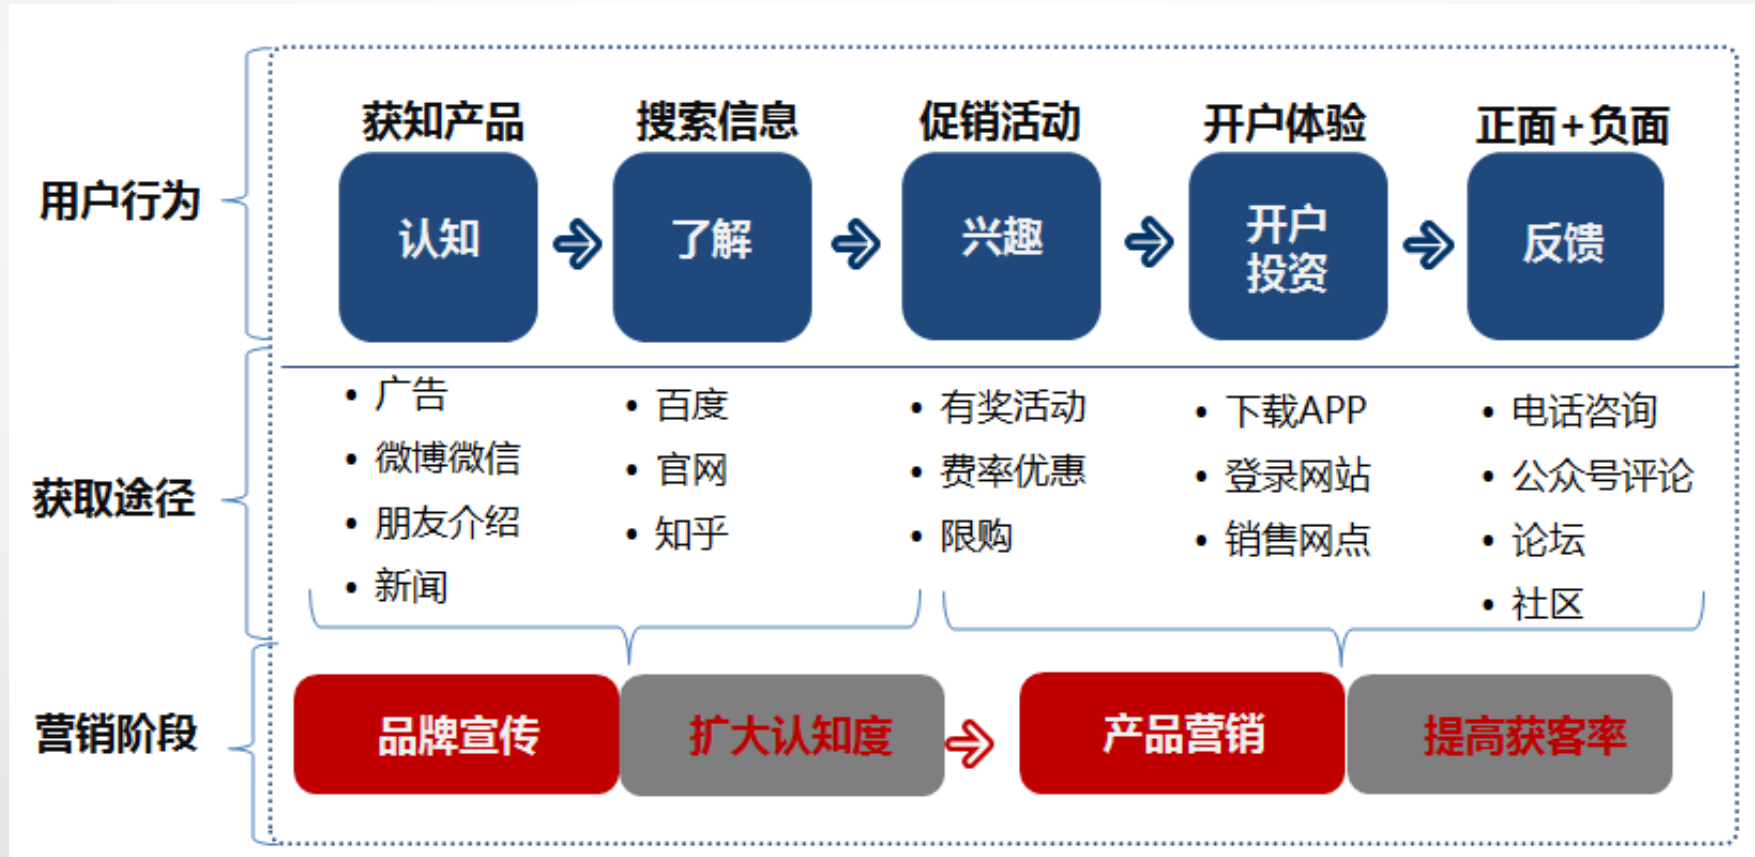 用户行为
获知产品
搜索信息
促销活动
开户体验
正面+负面
认知
了解
兴趣
开户
投资
反馈
获取途径
• 广告
• 微博微信
• 朋友介绍
• 新闻
• 百度
• 官网
• 知乎
• 有奖活动
• 费率优惠
• 限购
• 下载APP
• 登录网站
• 销售网点
• 电话咨询
• 公众号评论
• 论坛
• 社区
营销阶段
品牌宣传
扩大认知度
产品营销
提高获客率